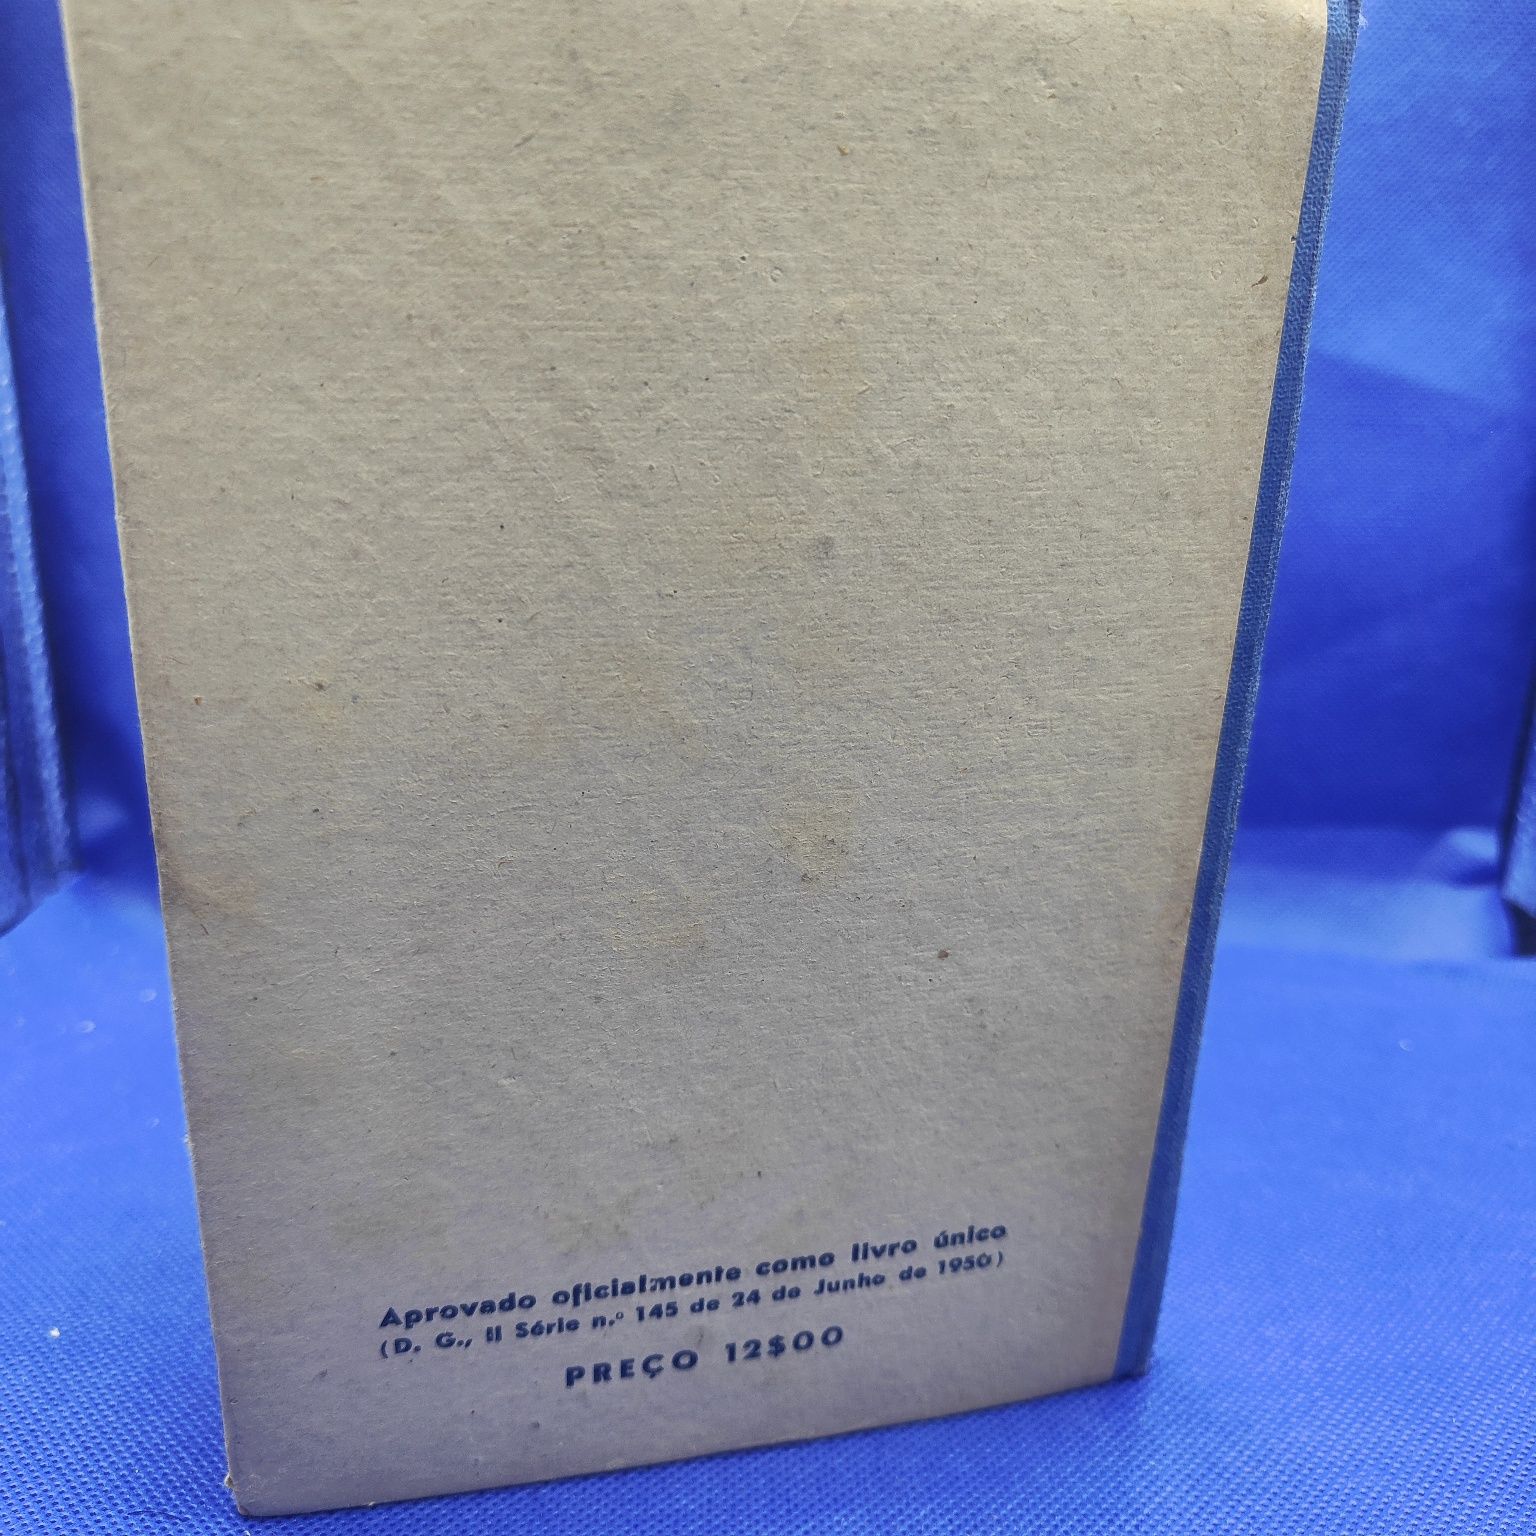 Aprovado oficialmente como livro único
(D. G., II Série n.º 145 de 24 de Junho de 1950)
PREÇO 12$00